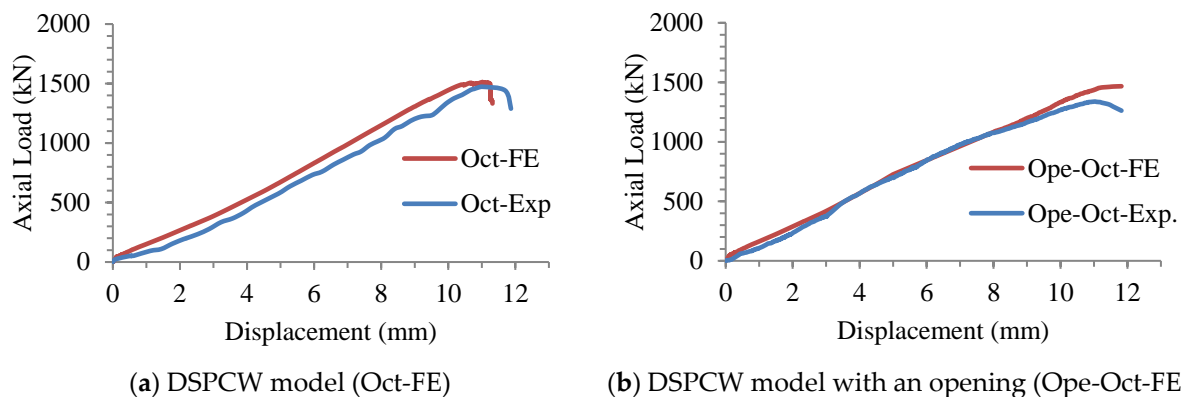 2000
1500
1000
500
0
Axial Load (kN)
Oct-FE
Oct-Exp
0 2 4 6 8 10 12
Displacement (mm)
(a) DSPCW model (Oct-FE)
2000
1500
1000
500
0
Axial Load (kN)
Ope-Oct-FE
Ope-Oct-Exp.
0 2 4 6 8 10 12
Displacement (mm)
(b) DSPCW model with an opening (Ope-Oct-FE